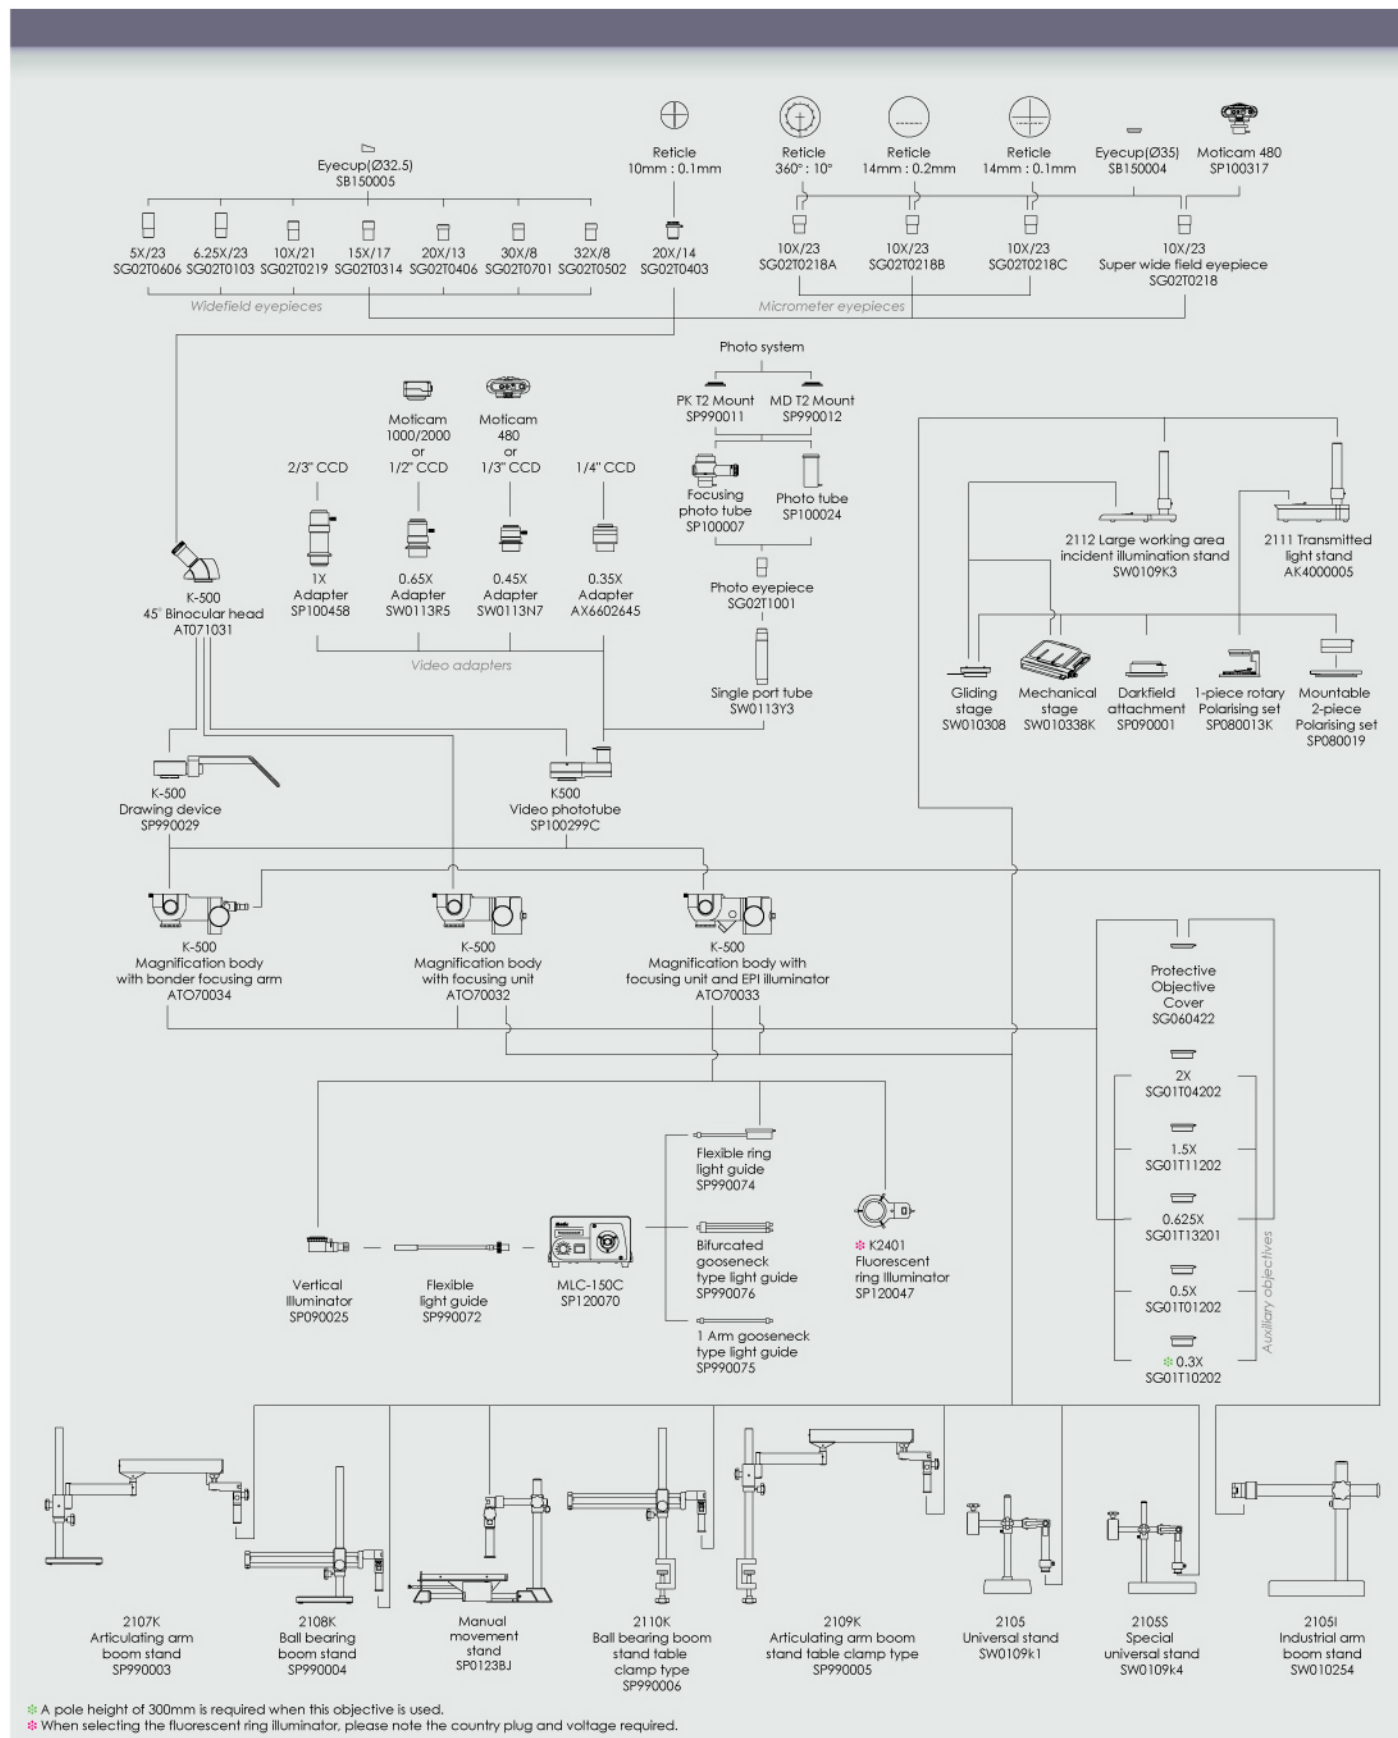 Reticle
10mm : 0.1mm
Reticle
360° : 10°
Reticle
14mm : 0.2mm
Reticle
14mm : 0.1mm
Eyecup(Ø35)
SB150004
Moticam 480
SP100317
Eyecup(Ø32.5)
SB150005
5X/23
SG02T0606
6.25X/23
SG02T0103
10X/21
SG02T0219
15X/17
SG02T0314
20X/13
SG02T0406
30X/8
SG02T0701
32X/8
SG02T0502
20X/14
SG02T0403
10X/23
SG02T0218A
10X/23
SG02T0218B
10X/23
SG02T0218C
10X/23
Super wide field eyepiece
SG02T0218
Widefield eyepieces
Micrometer eyepieces
Photo system
PK T2 Mount
SP990011
MD T2 Mount
SP990012
Moticam
1000/2000
or
1/2" CCD
Moticam
480
or
1/3" CCD
2/3" CCD
1/4" CCD
Focusing
photo tube
SP100007
Photo tube
SP100024
1X
Adapter
SP100458
0.65X
Adapter
SW0113R5
0.45X
Adapter
SW0113N7
0.35X
Adapter
AX6602645
Video adapters
Photo eyepiece
SG02T1001
Single port tube
SW0113Y3
2112 Large working area
incident illumination stand
SW0109K3
2111 Transmitted
light stand
AK4000005
K-500
45° Binocular head
AT071031
Gliding
stage
SW010308
Mechanical
stage
SW010338K
Darkfield
attachment
SP090001
1-piece rotary
Polarising set
SP080013K
Mountable
2-piece
Polarising set
SP080019
K-500
Drawing device
SP990029
K500
Video phototube
SP100299C
K-500
Magnification body
with bonder focusing arm
ATO70034
K-500
Magnification body
with focusing unit
ATO70032
K-500
Magnification body with
focusing unit and EPI illuminator
ATO70033
Protective
Objective
Cover
SG060422
2X
SG01T04202
1.5X
SG01T11202
0.625X
SG01T13201
0.5X
SG01T01202
✽ 0.3X
SG01T10202
Auxiliary objectives
Flexible ring
light guide
SP990074
Bifurcated
gooseneck
type light guide
SP990076
1 Arm gooseneck
type light guide
SP990075
✽ K2401
Fluorescent
ring Illuminator
SP120047
Vertical
Illuminator
SP090025
Flexible
light guide
SP990072
MLC-150C
SP120070
2107K
Articulating arm
boom stand
SP990003
2108K
Ball bearing
boom stand
SP990004
Manual
movement
stand
SP0123BJ
2110K
Ball bearing boom
stand table
clamp type
SP990006
2109K
Articulating arm boom
stand table clamp type
SP990005
2105
Universal stand
SW0109k1
2105S
Special
universal stand
SW0109k4
2105I
Industrial arm
boom stand
SW010254
✽ A pole height of 300mm is required when this objective is used.
✽ When selecting the fluorescent ring illuminator, please note the country plug and voltage required.